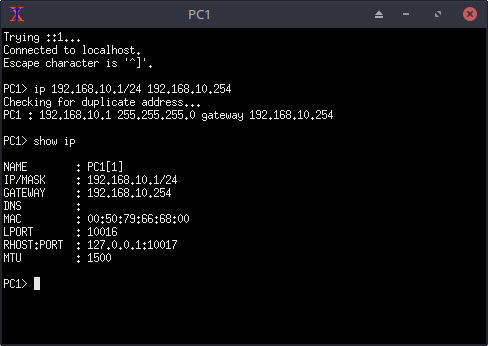 PC1
Trying ::1...
Connected to localhost.
Escape character is '^]'.
PC1> ip 192.168.10.1/24 192.168.10.254
Checking for duplicate address...
PC1 : 192.168.10.1 255.255.255.0 gateway 192.168.10.254
PC1> show ip
NAME        : PC1[1]
IP/MASK     : 192.168.10.1/24
GATEWAY     : 192.168.10.254
DNS         :
MAC         : 00:50:79:66:68:00
LPORT       : 10016
RHOST:PORT  : 127.0.0.1:10017
MTU         : 1500
PC1>